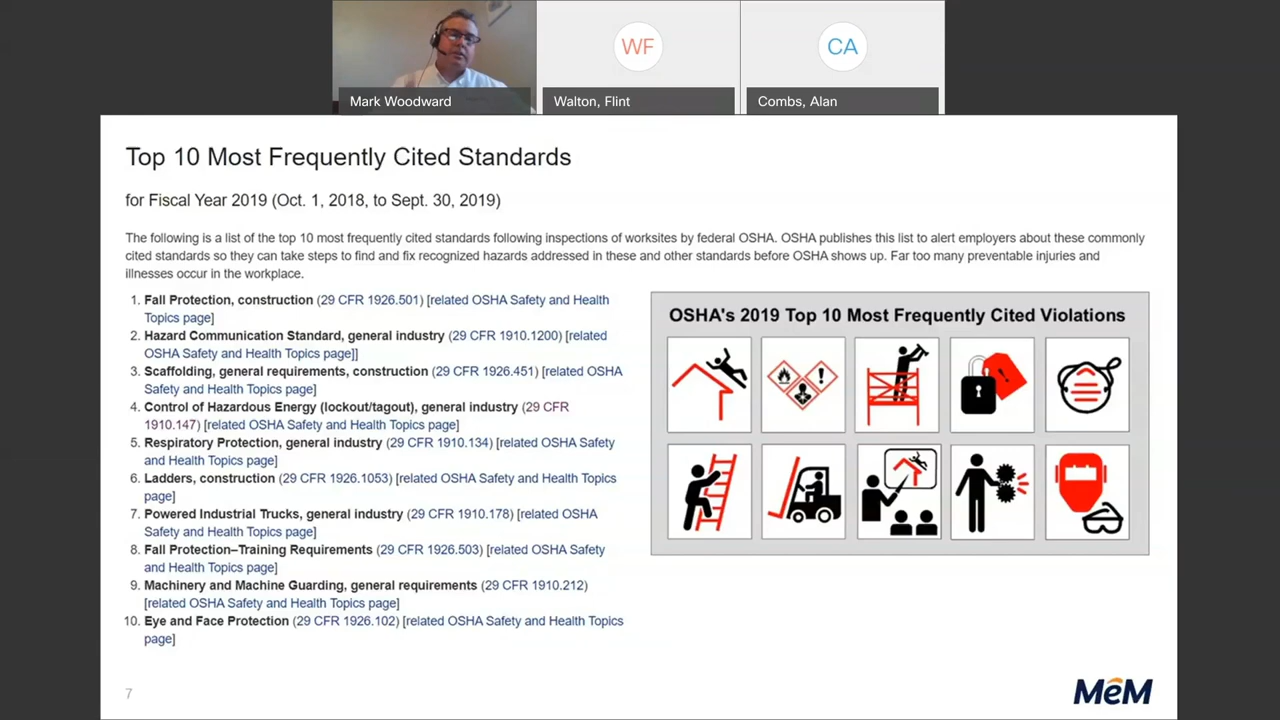 WF
CA
Mark Woodward
Walton, Flint
Combs, Alan
Top 10 Most Frequently Cited Standards
for Fiscal Year 2019 (Oct. 1, 2018, to Sept. 30, 2019)
The following is a list of the top 10 most frequently cited standards following inspections of worksites by federal OSHA. OSHA publishes this list to alert employers about these commonly
cited standards so they can take steps to find and fix recognized hazards addressed in these and other standards before OSHA shows up. Far too many preventable injuries and
illnesses occur in the workplace.
1. Fall Protection, construction (29 CFR 1926.501) [related OSHA Safety and Health
Topics page]
2. Hazard Communication Standard, general industry (29 CFR 1910.1200) [related
OSHA Safety and Health Topics page]]
3. Scaffolding, general requirements, construction (29 CFR 1926.451) [related OSHA
Safety and Health Topics page]
4. Control of Hazardous Energy (lockout/tagout), general industry (29 CFR
1910.147) [related OSHA Safety and Health Topics page]
5. Respiratory Protection, general industry (29 CFR 1910.134) [related OSHA Safety
and Health Topics page]
6. Ladders, construction (29 CFR 1926.1053) [related OSHA Safety and Health Topics
page]
7. Powered Industrial Trucks, general industry (29 CFR 1910.178) [related OSHA
Safety and Health Topics page]
8. Fall Protection–Training Requirements (29 CFR 1926.503) [related OSHA Safety
and Health Topics page]
9. Machinery and Machine Guarding, general requirements (29 CFR 1910.212)
[related OSHA Safety and Health Topics page]
10. Eye and Face Protection (29 CFR 1926.102) [related OSHA Safety and Health Topics
page]
OSHA's 2019 Top 10 Most Frequently Cited Violations
7
MeM